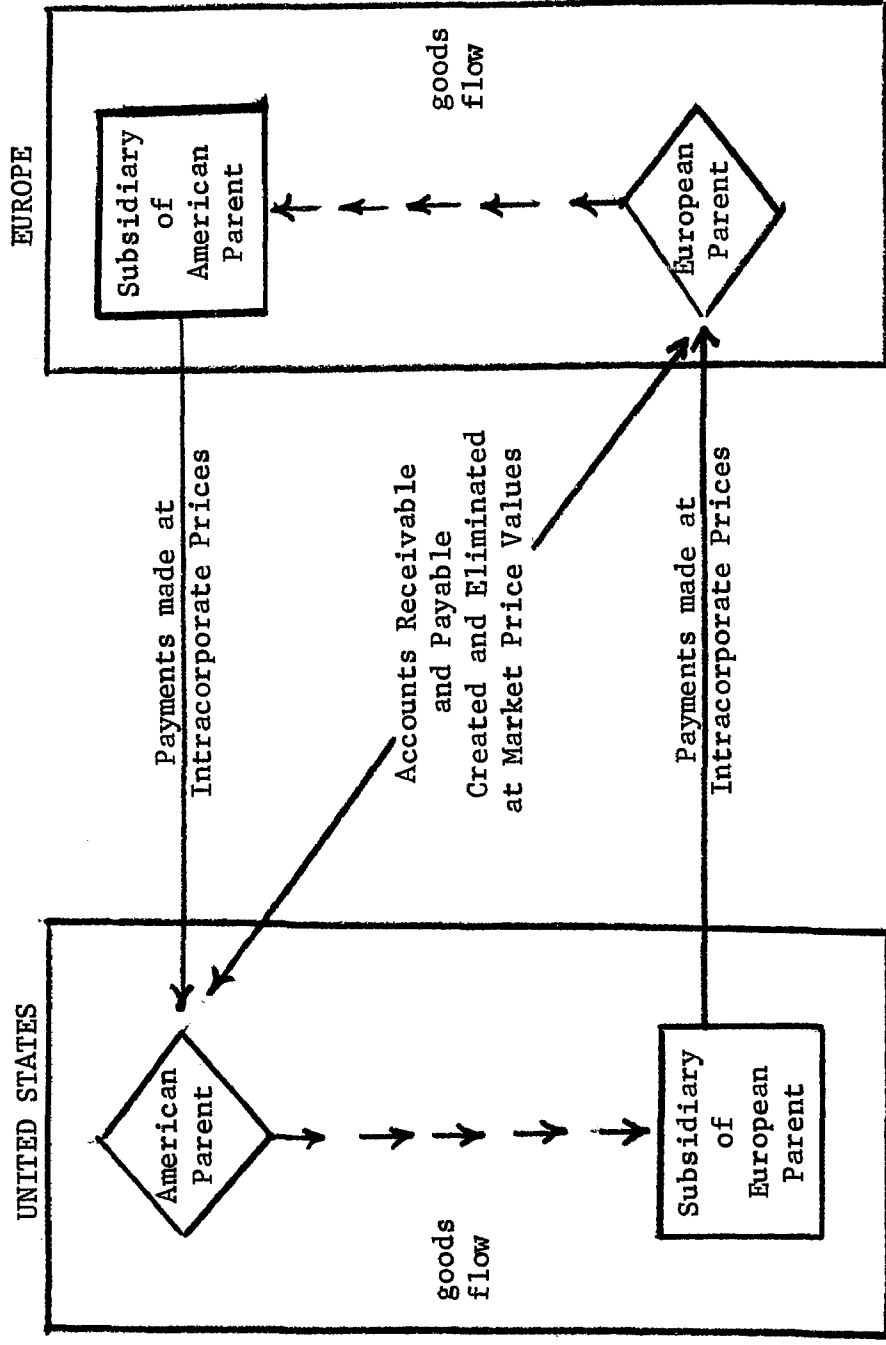 UNITED STATES
EUROPE
American
Parent
goods
flow
Subsidiary
of
European
Parent
Payments made at
Intracorporate Prices
Accounts Receivable
and Payable
Created and Eliminated
at Market Price Values
Payments made at
Intracorporate Prices
Subsidiary
of
American
Parent
goods
flow
European
Parent